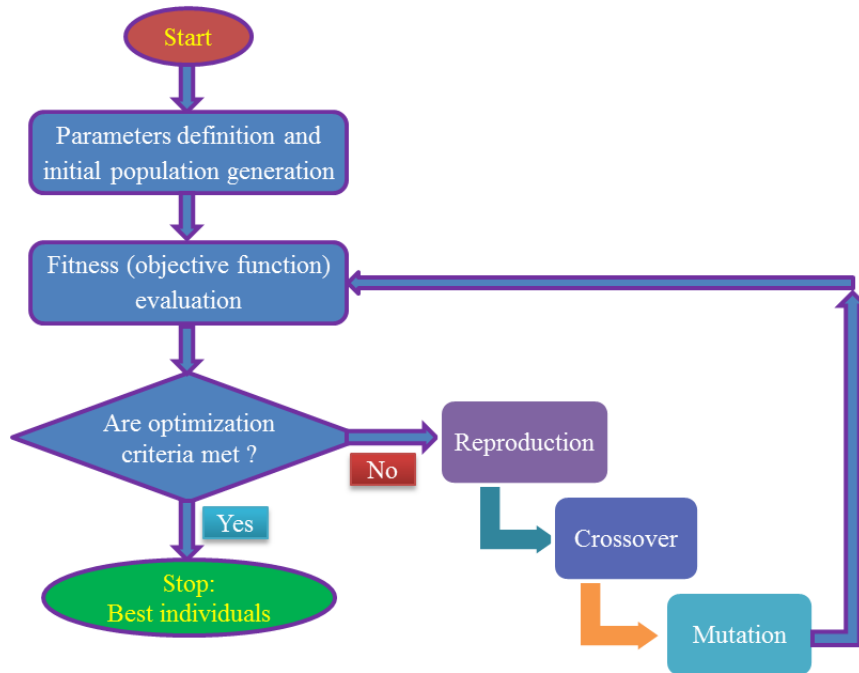 Start
Parameters definition and
initial population generation
Fitness (objective function)
evaluation
Are optimization
criteria met ?
No
Reproduction
Crossover
Mutation
Yes
Stop:
Best individuals